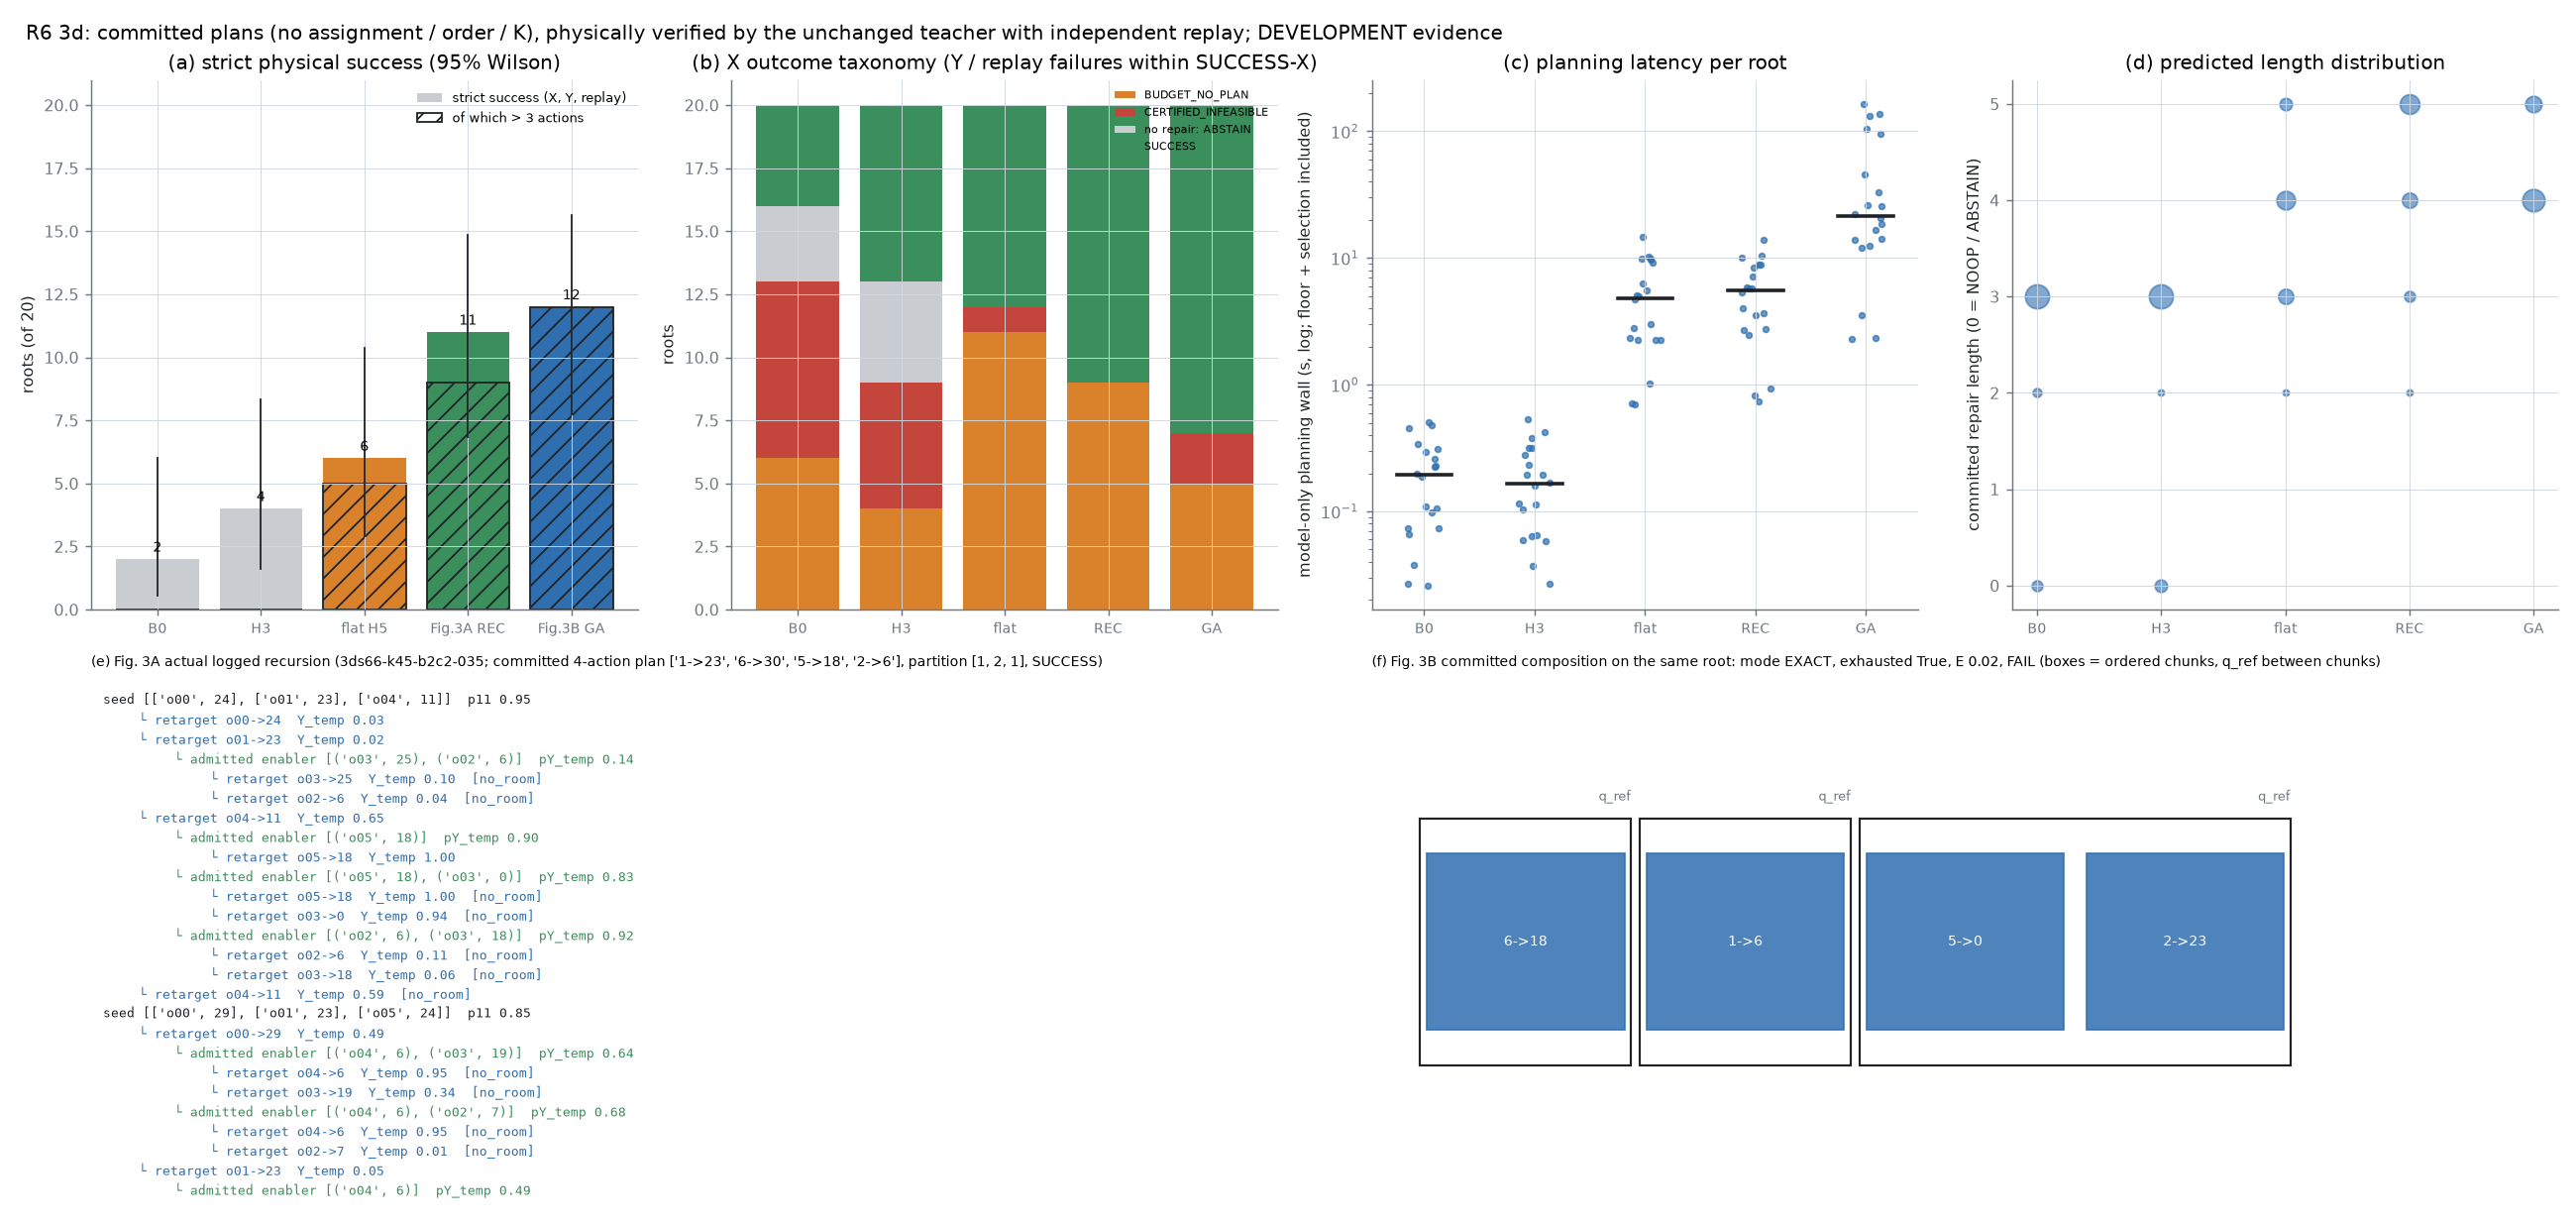 R6 3d: committed plans (no assignment / order / K), physically verified by the unchanged teacher with independent replay; DEVELOPMENT evidence
(a) strict physical success (95% Wilson)
roots (of 20)
20.0
17.5
15.0
12.5
10.0
7.5
5.0
2.5
0.0
strict success (X, Y, replay)
of which > 3 actions
2
4
6
11
12
B0
H3
flat H5
Fig.3A REC
Fig.3B GA
(b) X outcome taxonomy (Y / replay failures within SUCCESS-X)
roots
20.0
17.5
15.0
12.5
10.0
7.5
5.0
2.5
0.0
BUDGET_NO_PLAN
CERTIFIED_INFEASIBLE
no repair: ABSTAIN
SUCCESS
B0
H3
flat
REC
GA
(c) planning latency per root
model-only planning wall (s, log; floor + selection included)
10²
10¹
10⁰
10⁻¹
B0
H3
flat
REC
GA
(d) predicted length distribution
committed repair length (0 = NOOP / ABSTAIN)
5
4
3
2
1
0
B0
H3
flat
REC
GA
(e) Fig. 3A actual logged recursion (3ds66-k45-b2c2-035; committed 4-action plan ['1->23', '6->30', '5->18', '2->6'], partition [1, 2, 1], SUCCESS)
seed [['o00', 24], ['o01', 23], ['o04', 11]]  p11 0.95
└ retarget o00->24  Y_temp 0.03
└ retarget o01->23  Y_temp 0.02
└ admitted enabler [('o03', 25), ('o02', 6)]  pY_temp 0.14
└ retarget o03->25  Y_temp 0.10  [no_room]
└ retarget o02->6  Y_temp 0.04  [no_room]
└ retarget o04->11  Y_temp 0.65
└ admitted enabler [('o05', 18)]  pY_temp 0.90
└ retarget o05->18  Y_temp 1.00
└ admitted enabler [('o05', 18), ('o03', 0)]  pY_temp 0.83
└ retarget o05->18  Y_temp 1.00  [no_room]
└ retarget o03->0  Y_temp 0.94  [no_room]
└ admitted enabler [('o02', 6), ('o03', 18)]  pY_temp 0.92
└ retarget o02->6  Y_temp 0.11  [no_room]
└ retarget o03->18  Y_temp 0.06  [no_room]
└ retarget o04->11  Y_temp 0.59  [no_room]
seed [['o00', 29], ['o01', 23], ['o05', 24]]  p11 0.85
└ retarget o00->29  Y_temp 0.49
└ admitted enabler [('o04', 6), ('o03', 19)]  pY_temp 0.64
└ retarget o04->6  Y_temp 0.95  [no_room]
└ retarget o03->19  Y_temp 0.34  [no_room]
└ admitted enabler [('o04', 6), ('o02', 7)]  pY_temp 0.68
└ retarget o04->6  Y_temp 0.95  [no_room]
└ retarget o02->7  Y_temp 0.01  [no_room]
└ retarget o01->23  Y_temp 0.05
└ admitted enabler [('o04', 6)]  pY_temp 0.49
(f) Fig. 3B committed composition on the same root: mode EXACT, exhausted True, E 0.02, FAIL (boxes = ordered chunks, q_ref between chunks)
q_ref
q_ref
q_ref
6->18
1->6
5->0
2->23